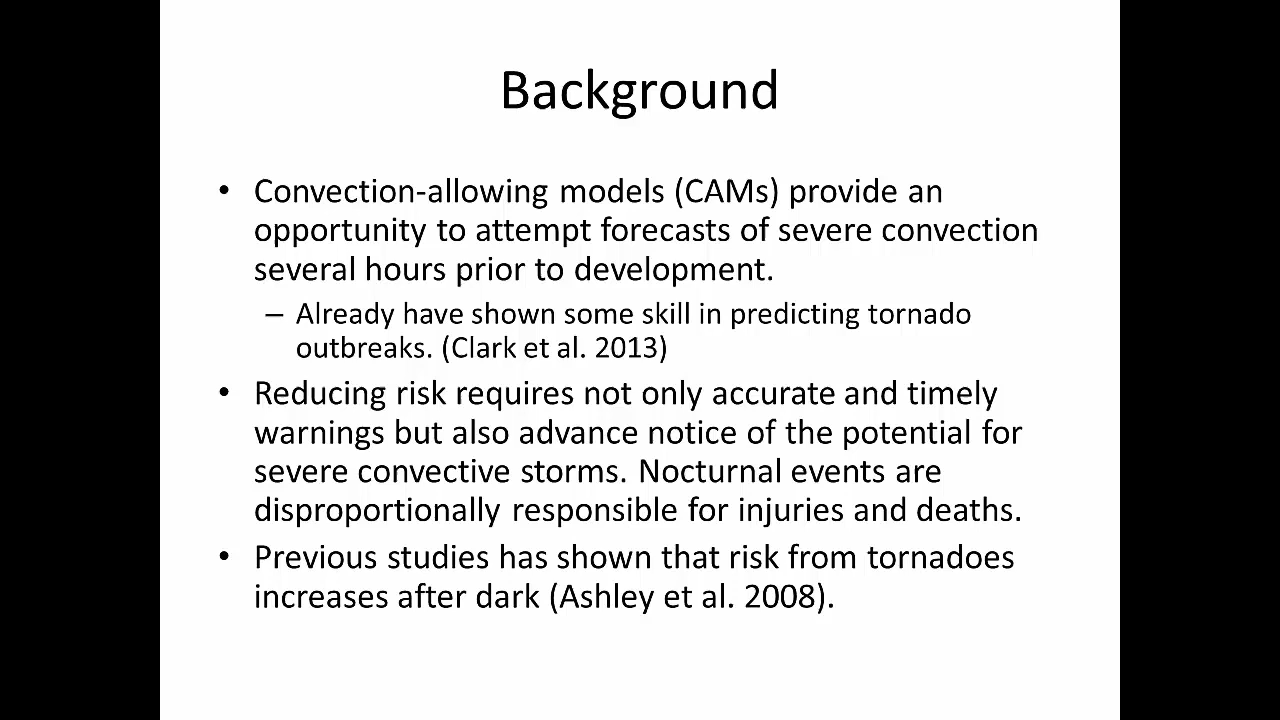 Background
• Convection-allowing models (CAMs) provide an
opportunity to attempt forecasts of severe convection
several hours prior to development.
– Already have shown some skill in predicting tornado
outbreaks. (Clark et al. 2013)
• Reducing risk requires not only accurate and timely
warnings but also advance notice of the potential for
severe convective storms. Nocturnal events are
disproportionally responsible for injuries and deaths.
• Previous studies has shown that risk from tornadoes
increases after dark (Ashley et al. 2008).